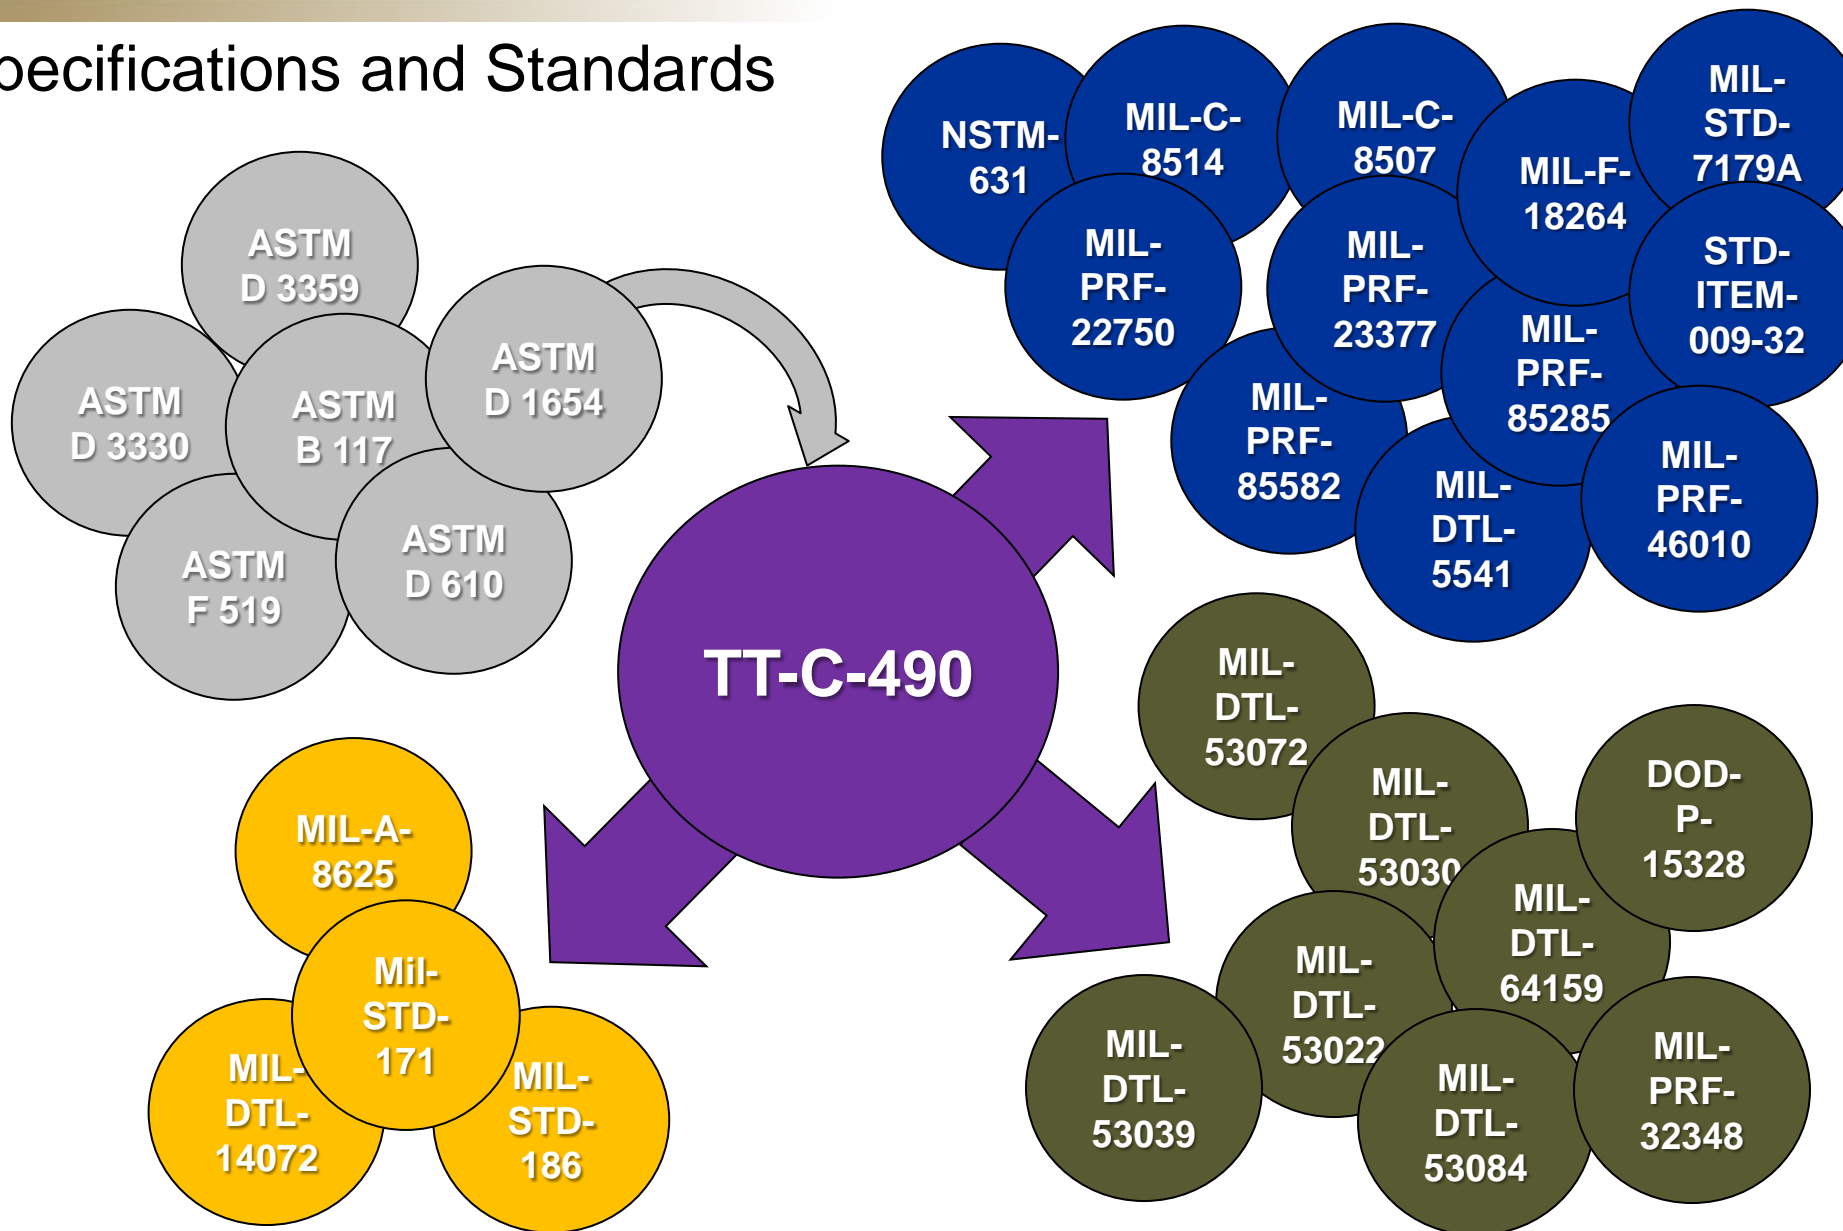 pecifications and Standards
ASTM
D 3359
ASTM
D 3330
ASTM
B 117
ASTM
D 1654
ASTM
F 519
ASTM
D 610
NSTM-
631
MIL-C-
8514
MIL-C-
8507
MIL-F-
18264
MIL-
STD-
7179A
MIL-
PRF-
22750
MIL-
PRF-
23377
STD-
ITEM-
009-32
MIL-
PRF-
85582
MIL-
PRF-
85285
MIL-
DTL-
5541
MIL-
PRF-
46010
TT-C-490
MIL-A-
8625
Mil-
STD-
171
MIL-
DTL-
14072
MIL-
STD-
186
MIL-
DTL-
53072
MIL-
DTL-
53030
DOD-
P-
15328
MIL-
DTL-
64159
MIL-
DTL-
53022
MIL-
DTL-
53039
MIL-
DTL-
53084
MIL-
PRF-
32348